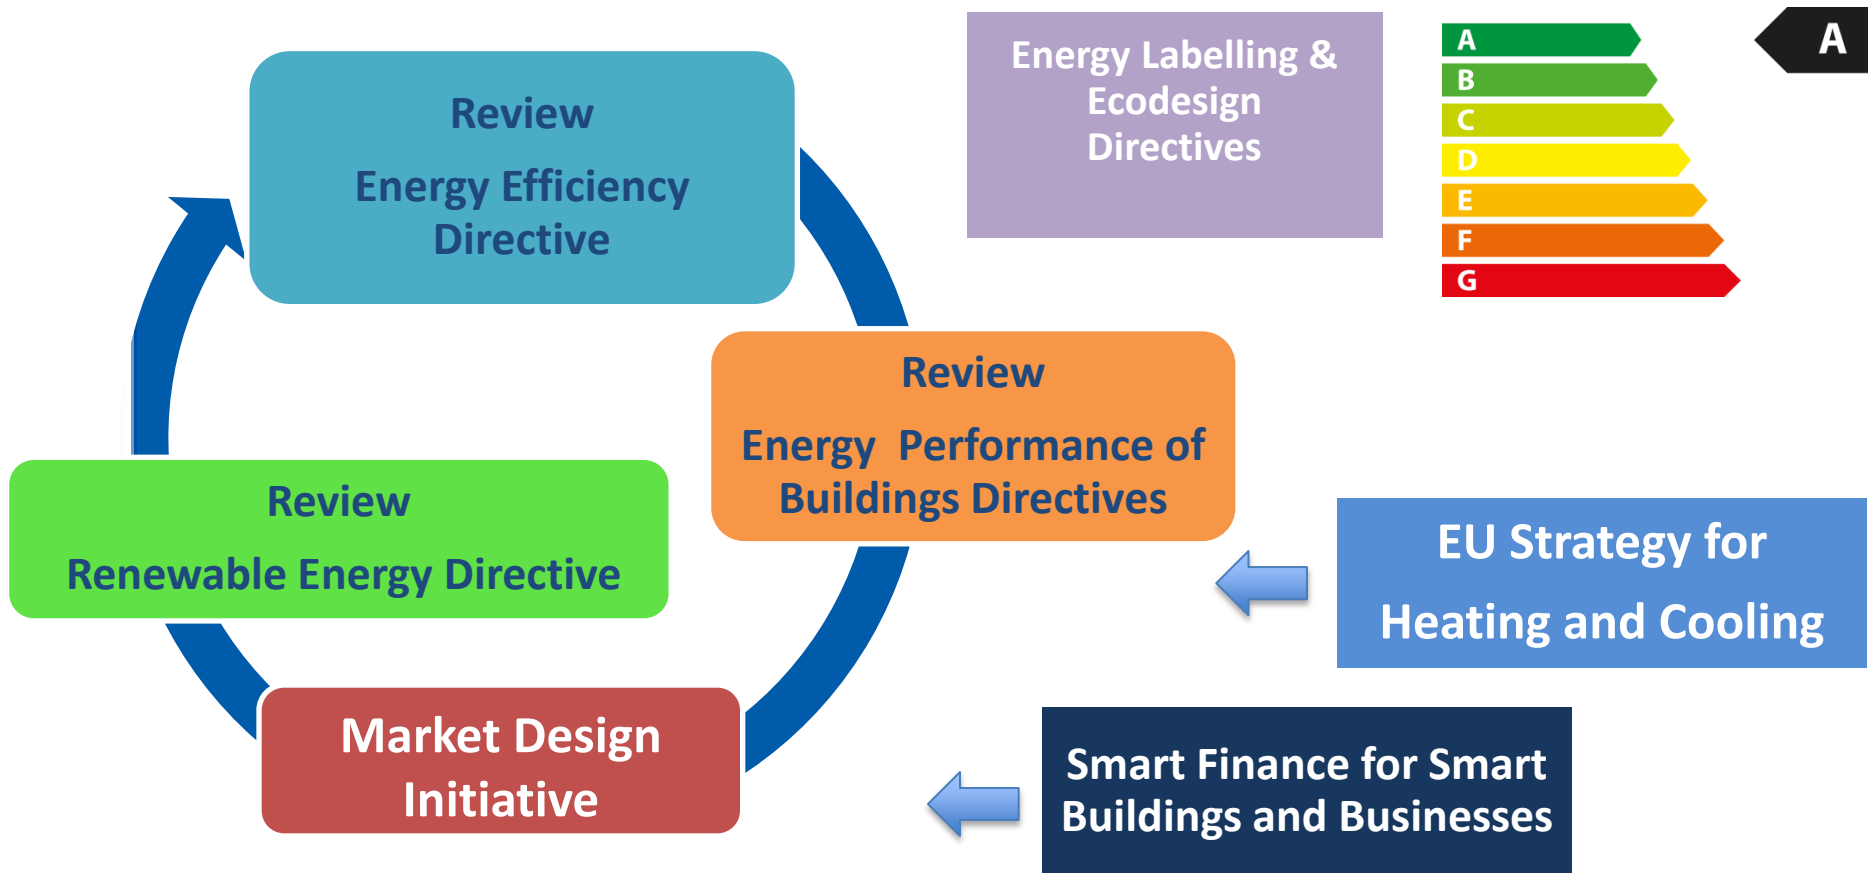 Review
Energy Efficiency
Directive
Energy Labelling &
Ecodesign
Directives
A
B
C
D
E
F
G
A
Review
Energy  Performance of
Buildings Directives
Review
Renewable Energy Directive
EU Strategy for
Heating and Cooling
Market Design
Initiative
Smart Finance for Smart
Buildings and Businesses